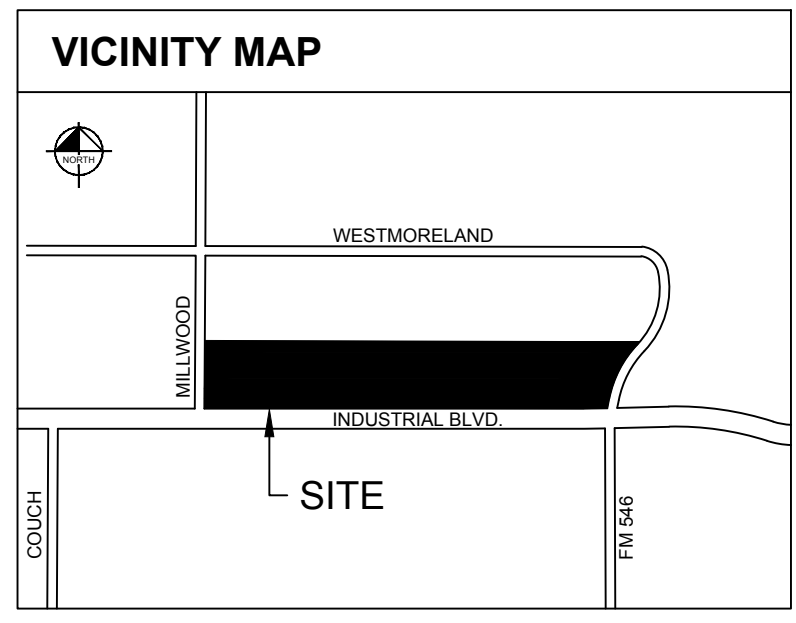 VICINITY MAP
NORTH
WESTMORELAND
MILLWOOD
INDUSTRIAL BLVD.
SITE
COUCH
FM 546